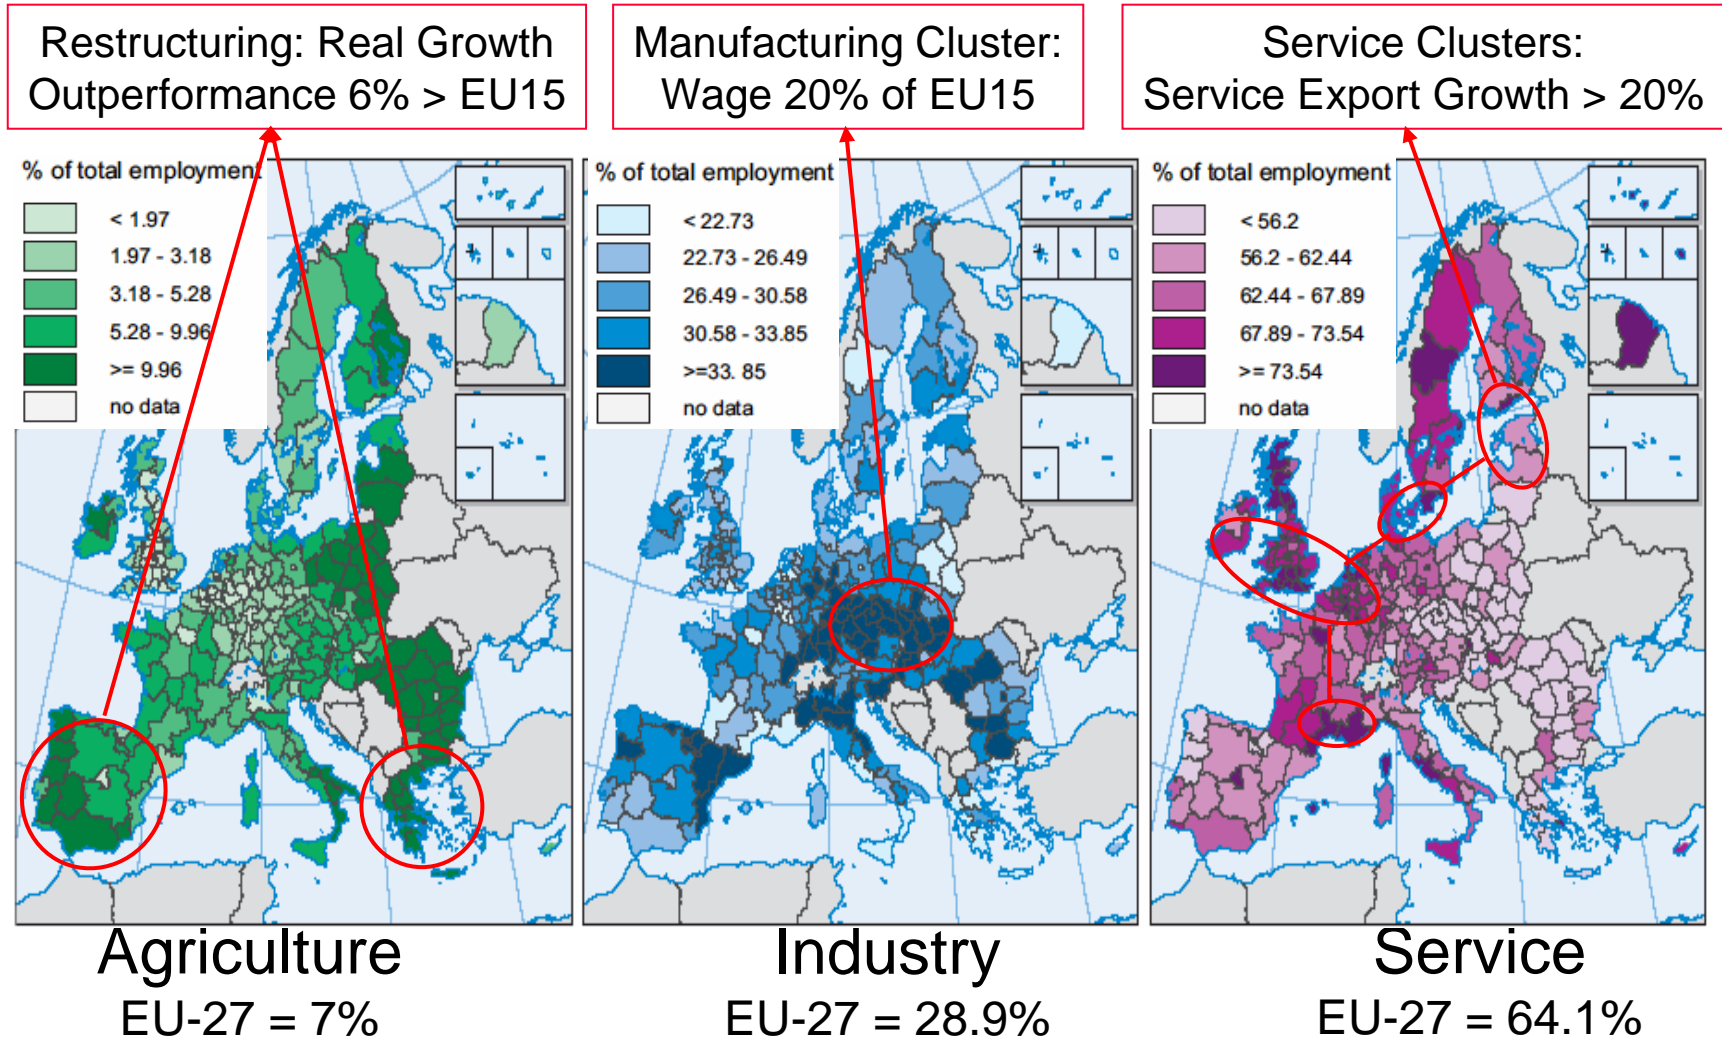 Restructuring: Real Growth
Outperformance 6% > EU15
Manufacturing Cluster:
Wage 20% of EU15
Service Clusters:
Service Export Growth > 20%
% of total employment
< 1.97
1.97 - 3.18
3.18 - 5.28
5.28 - 9.96
>= 9.96
no data
% of total employment
< 22.73
22.73 - 26.49
26.49 - 30.58
30.58 - 33.85
>=33. 85
no data
% of total employment
< 56.2
56.2 - 62.44
62.44 - 67.89
67.89 - 73.54
>= 73.54
no data
Agriculture
EU-27 = 7%
Industry
EU-27 = 28.9%
Service
EU-27 = 64.1%